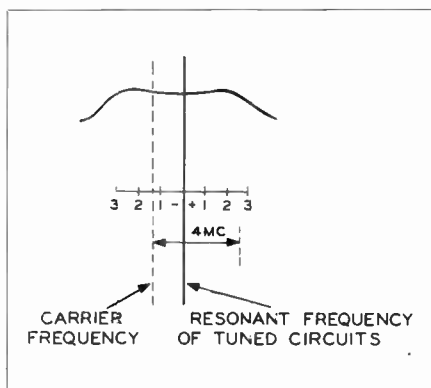 3 2 1 - + 1 2 3
4MC
CARRIER RESONANT FREQUENCY
FREQUENCY OF TUNED CIRCUITS